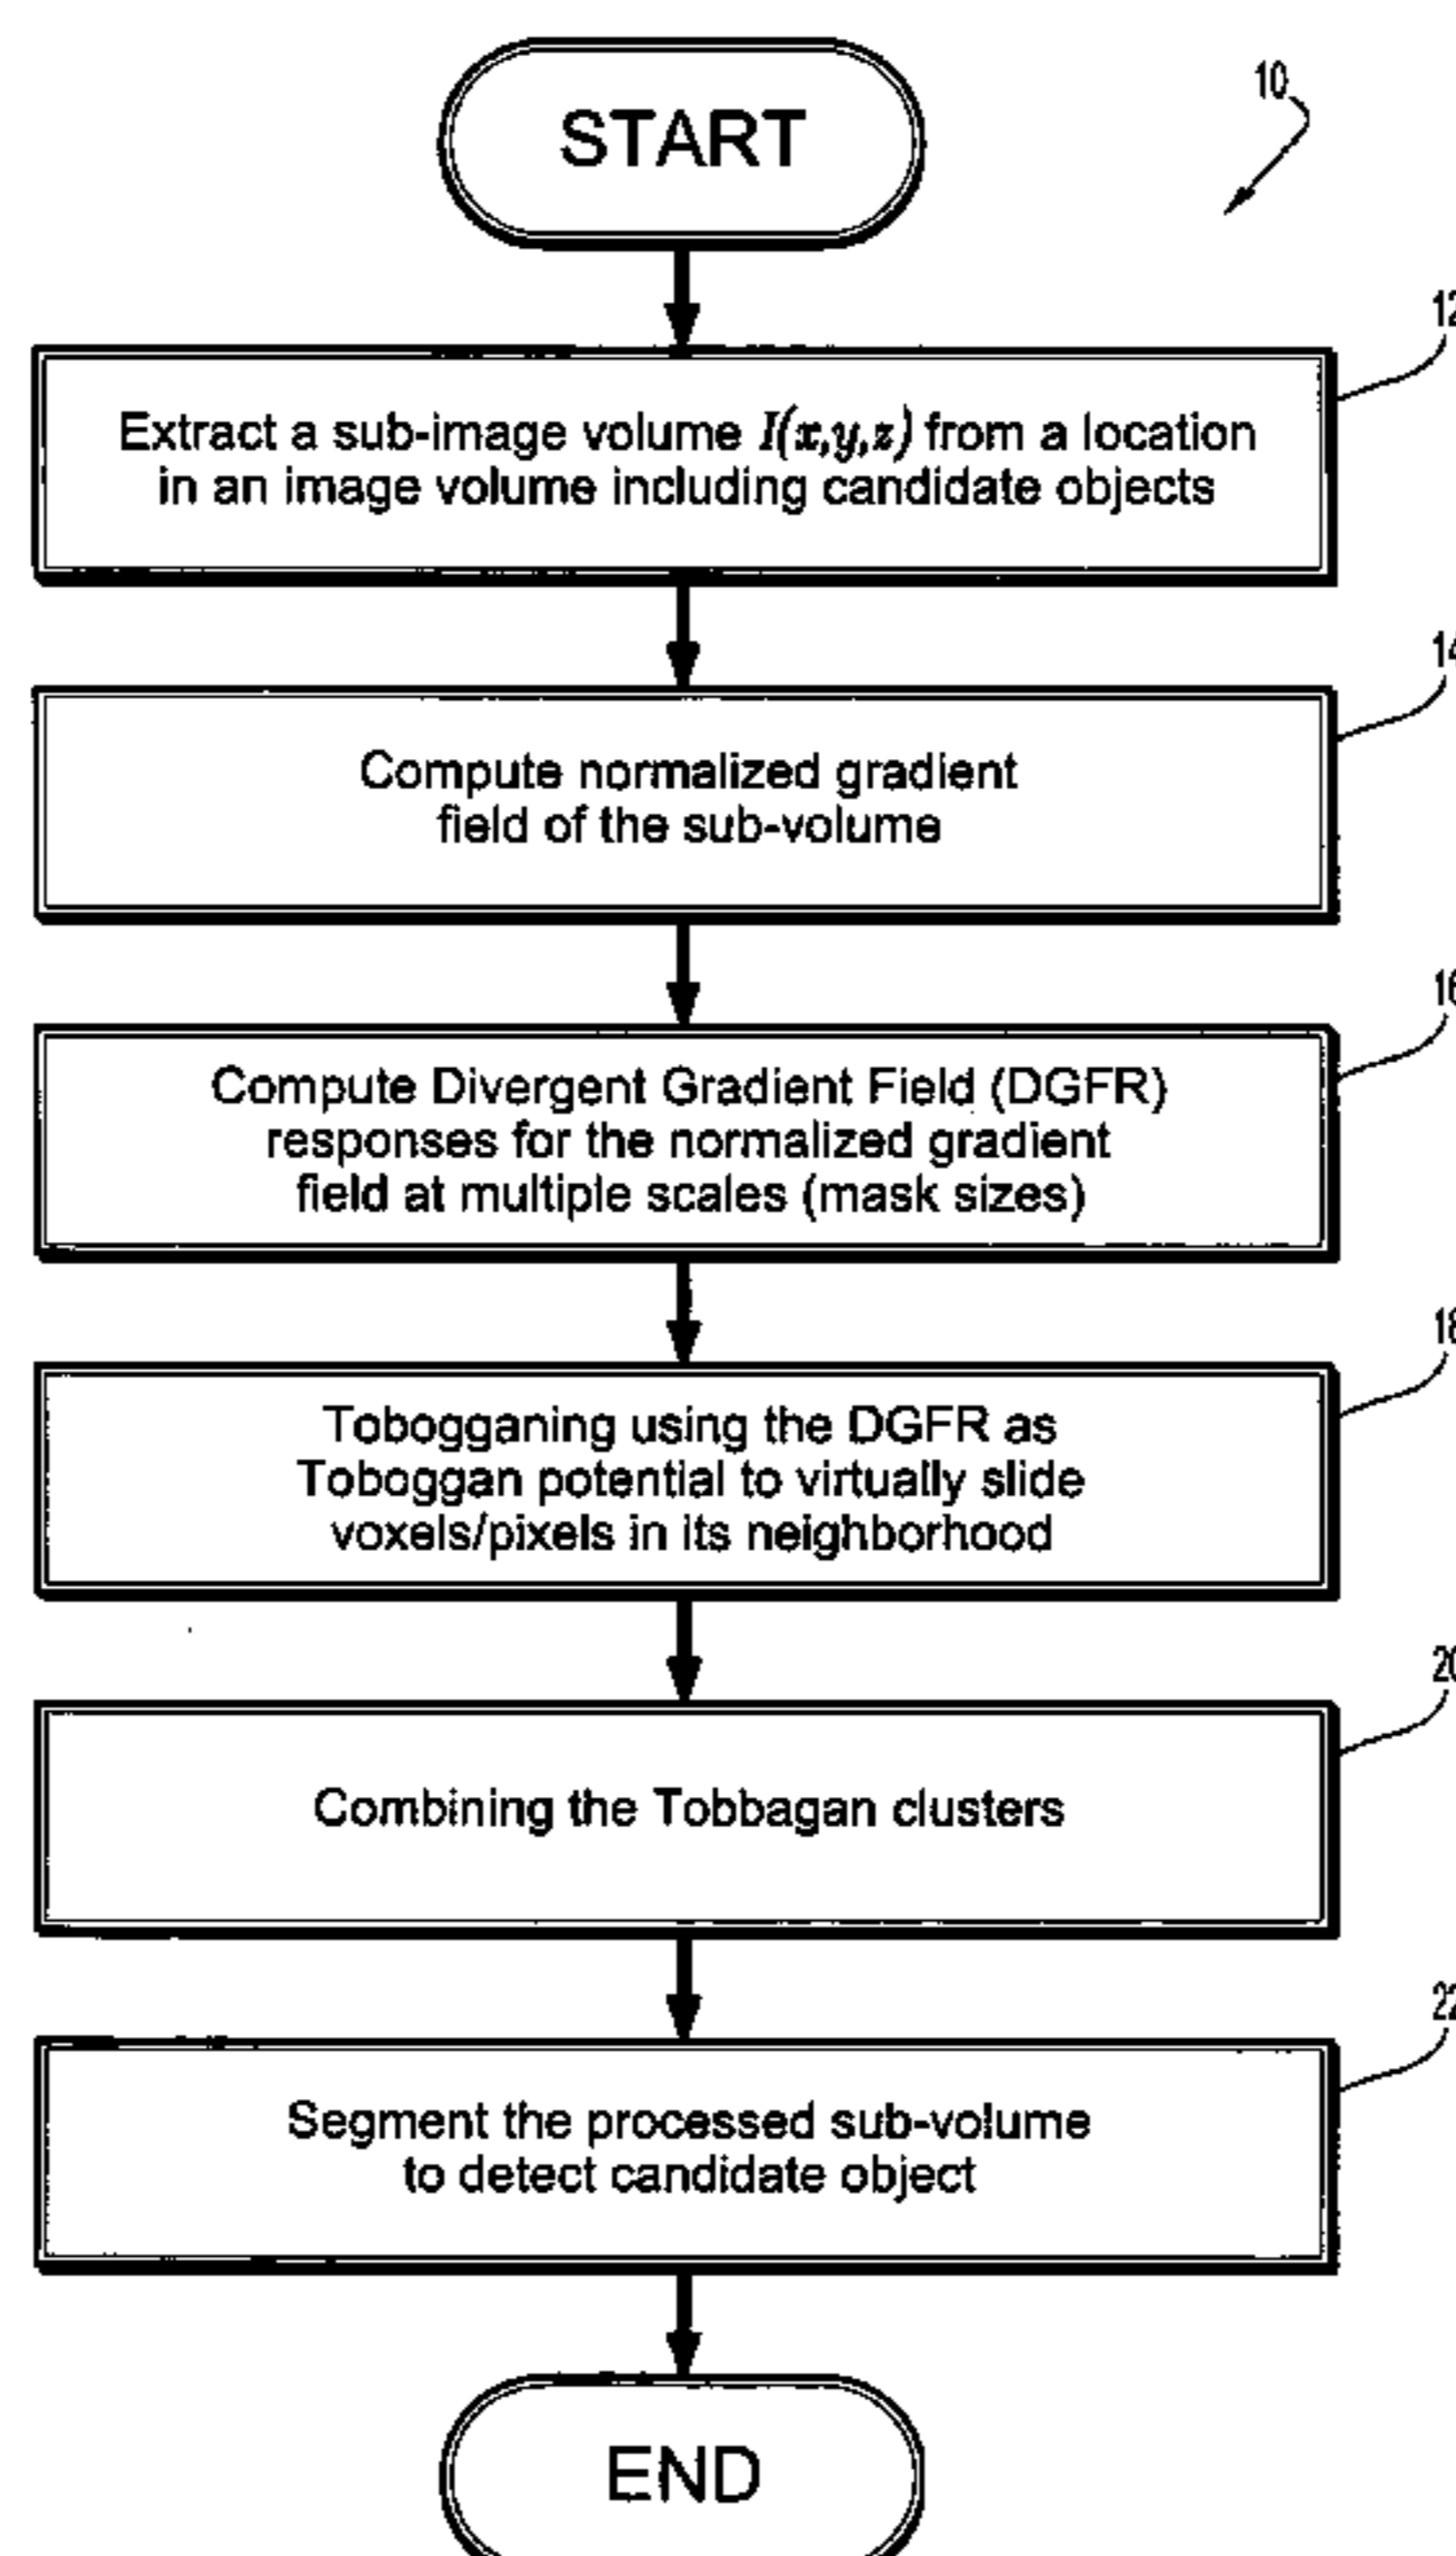 START
10
12
Extract a sub-image volume I(x,y,z) from a location
in an image volume including candidate objects
14
Compute normalized gradient
field of the sub-volume
16
Compute Divergent Gradient Field (DGFR)
responses for the normalized gradient
field at multiple scales (mask sizes)
18
Tobogganing using the DGFR as
Toboggan potential to virtually slide
voxels/pixels in its neighborhood
20
Combining the Tobbagan clusters
22
Segment the processed sub-volume
to detect candidate object
END